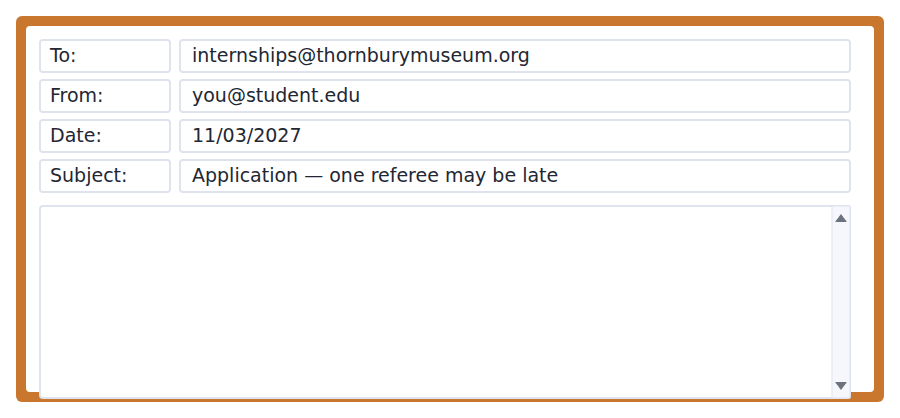 To: internships@thornburymuseum.org
From: you@student.edu
Date: 11/03/2027
Subject: Application — one referee may be late